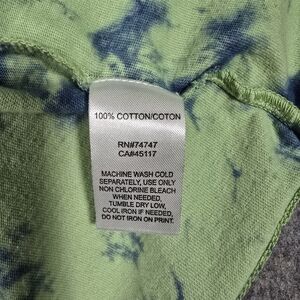 100% COTTON/COTON
RN#74747
CA#45117
MACHINE WASH COLD
SEPARATELY, USE ONLY
NON CHLORINE BLEACH
WHEN NEEDED,
TUMBLE DRY LOW,
COOL IRON IF NEEDED,
DO NOT IRON ON PRINT.